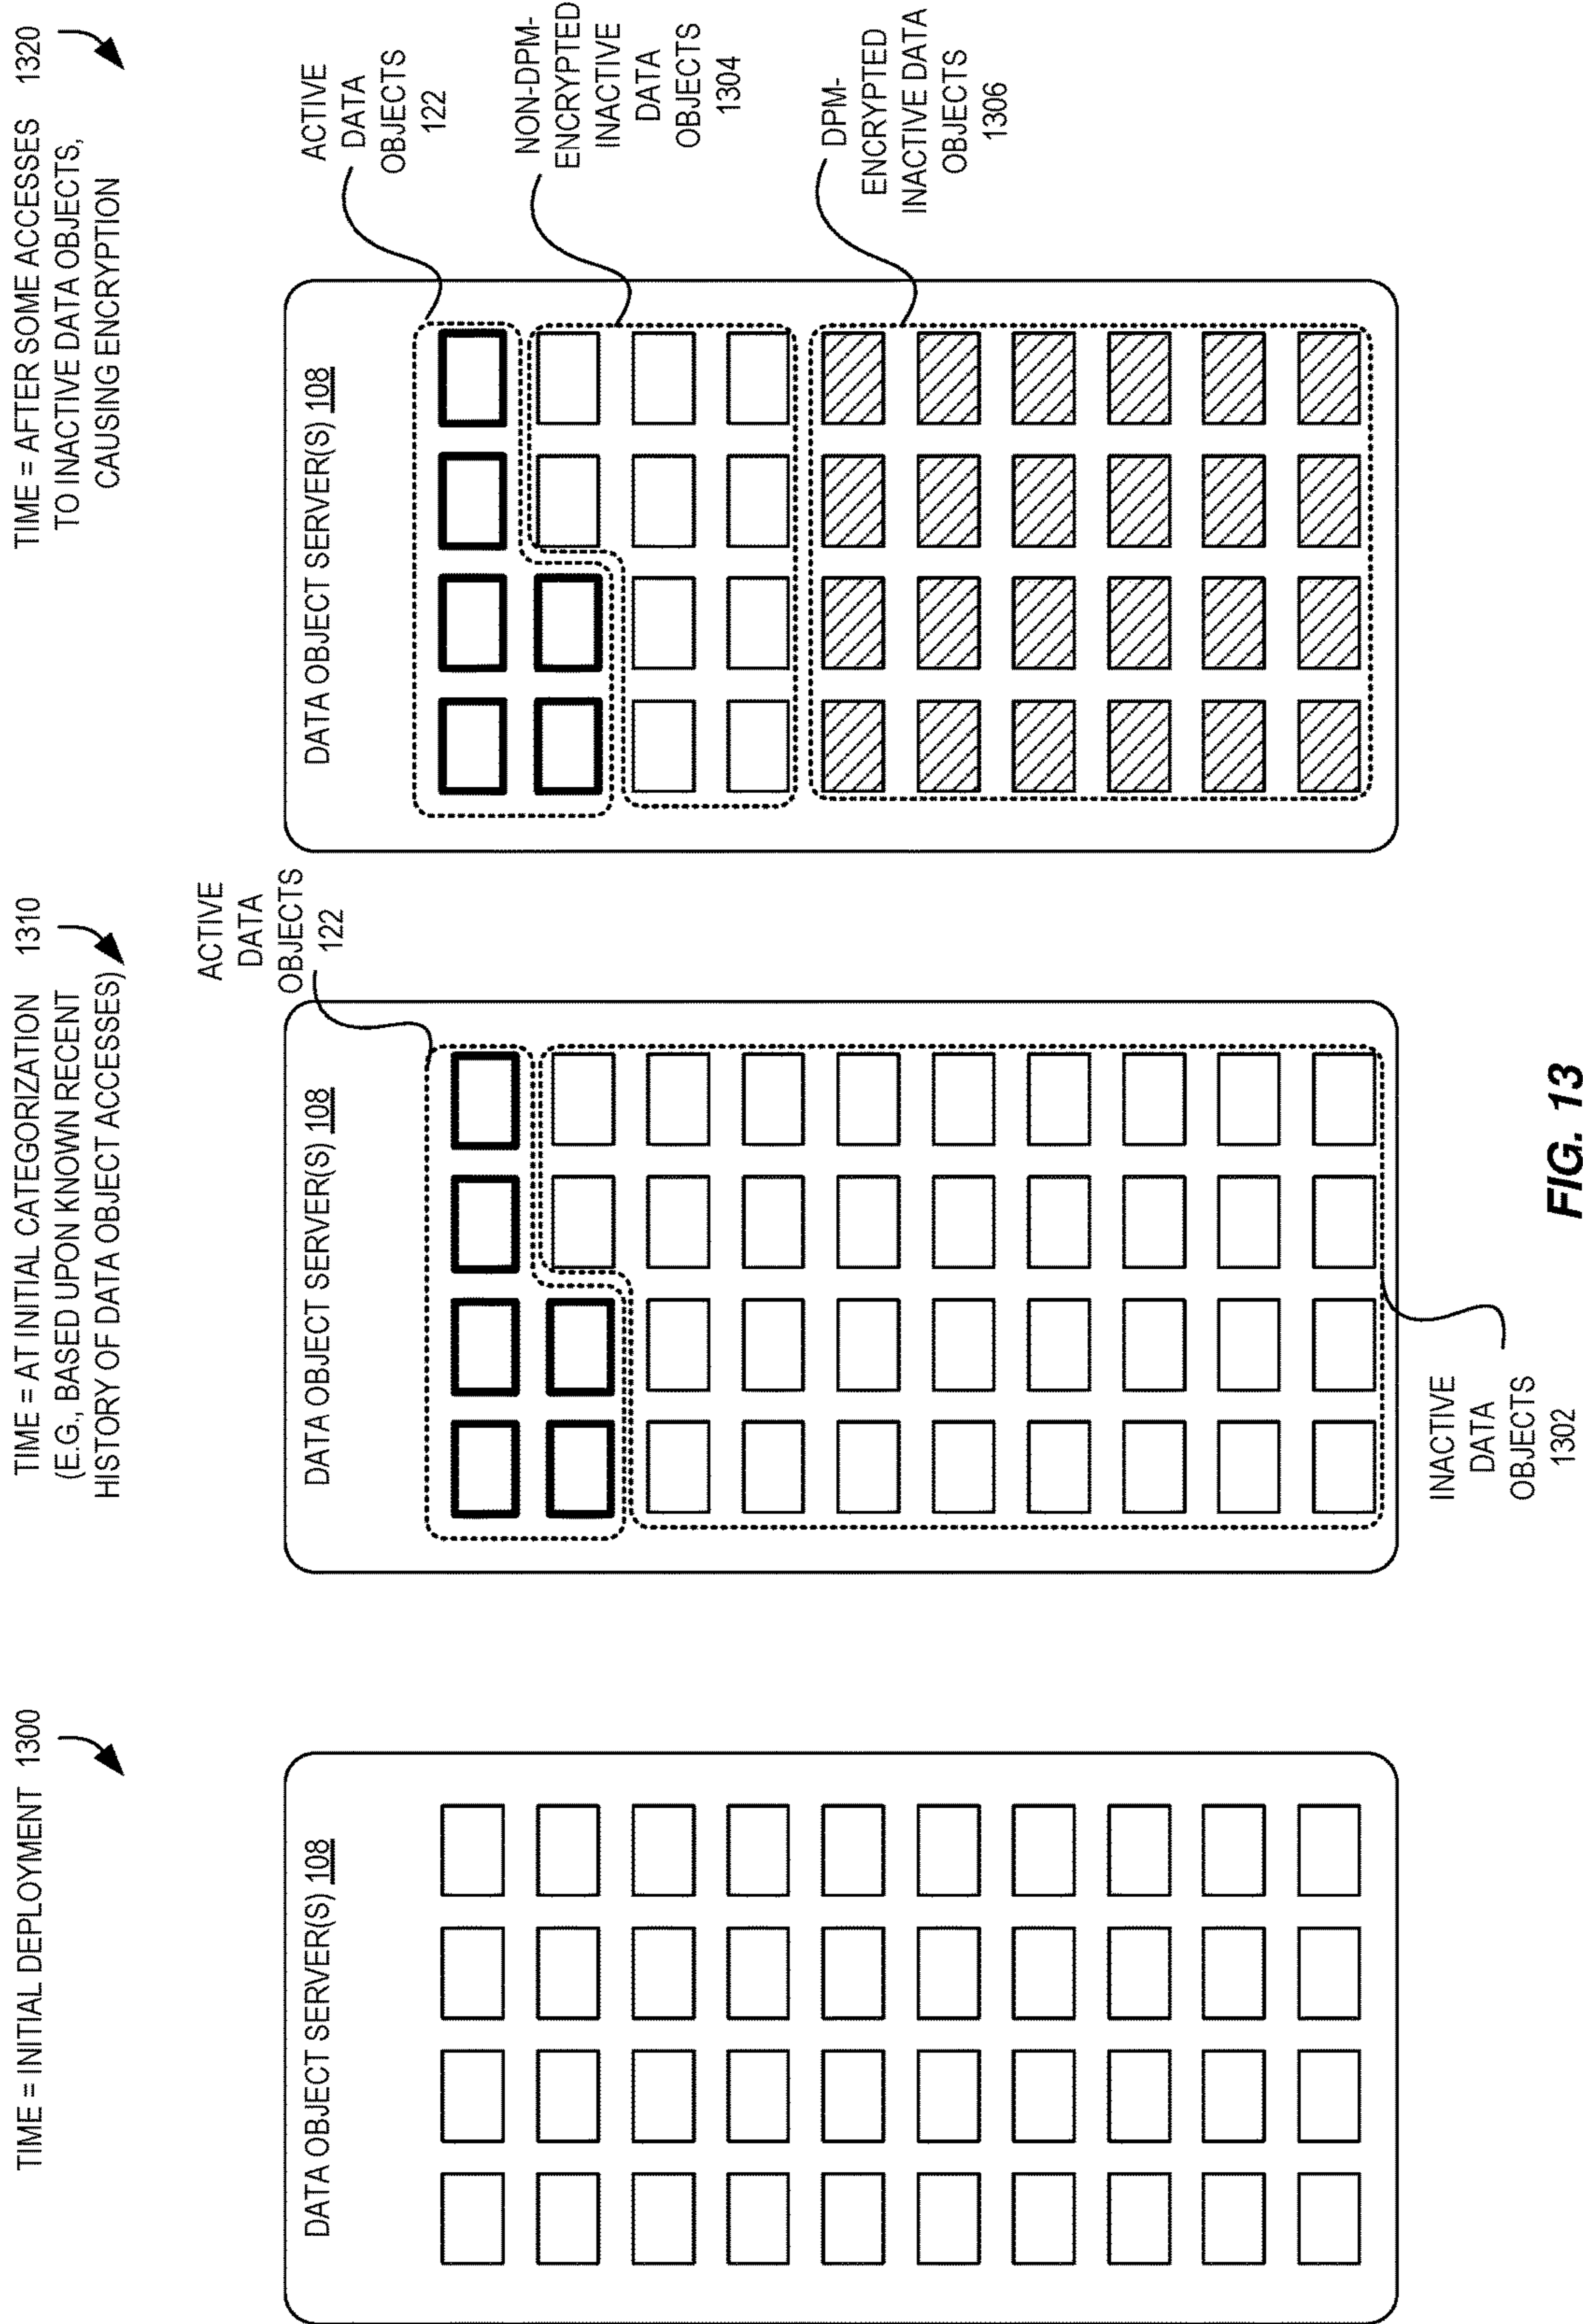 TIME = INITIAL DEPLOYMENT 1300
DATA OBJECT SERVER(S) 108
TIME = AT INITIAL CATEGORIZATION 1310
(E.G., BASED UPON KNOWN RECENT
HISTORY OF DATA OBJECT ACCESSES)
ACTIVE
DATA
OBJECTS
122
DATA OBJECT SERVER(S) 108
INACTIVE
DATA
OBJECTS
1302
TIME = AFTER SOME ACCESSES 1320
TO INACTIVE DATA OBJECTS,
CAUSING ENCRYPTION
DATA OBJECT SERVER(S) 108
ACTIVE
DATA
OBJECTS
122
NON-DPM-
ENCRYPTED
INACTIVE
DATA
OBJECTS
1304
DPM-
ENCRYPTED
INACTIVE DATA
OBJECTS
1306
FIG. 13